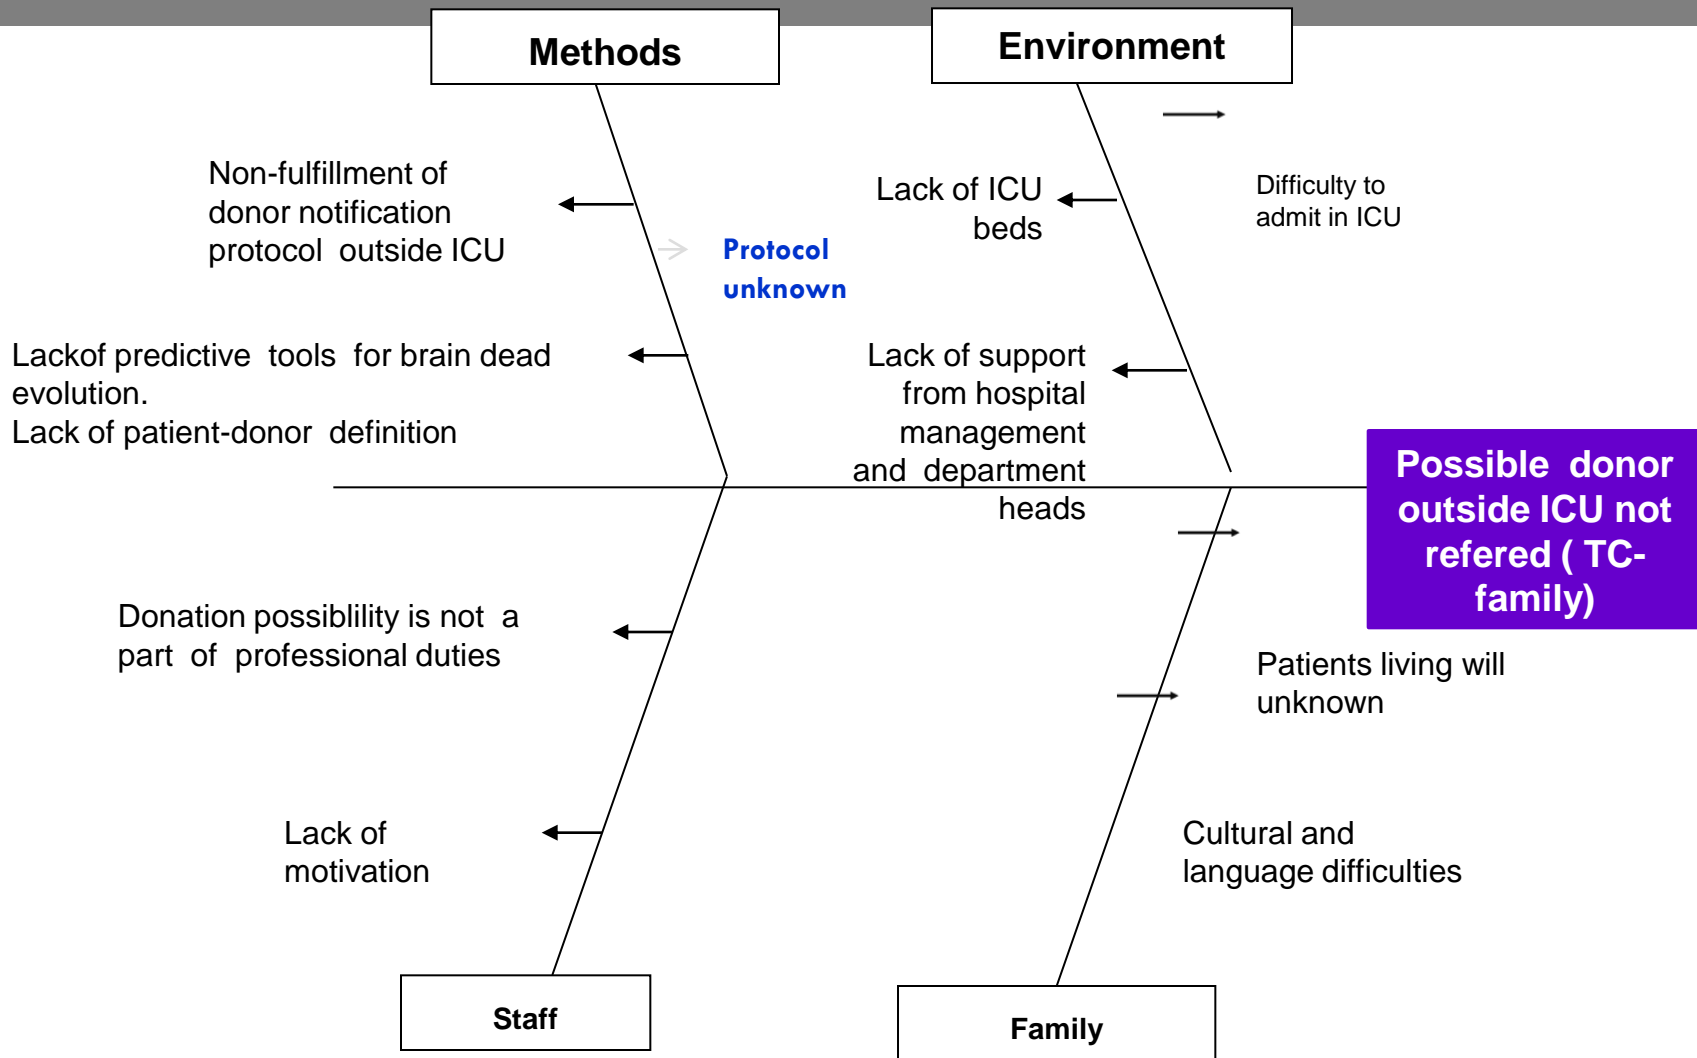 Methods
Environment
Non-fulfillment of
donor notification
protocol outside ICU
Protocol
unknown
Lack of ICU
beds
Difficulty to
admit in ICU
Lackof predictive tools for brain dead
evolution.
Lack of patient-donor definition
Lack of support
from hospital
management
and department
heads
Possible donor
outside ICU not
refered ( TC-
family)
Donation possiblility is not a
part of professional duties
Patients living will
unknown
Lack of
motivation
Cultural and
language difficulties
Staff
Family